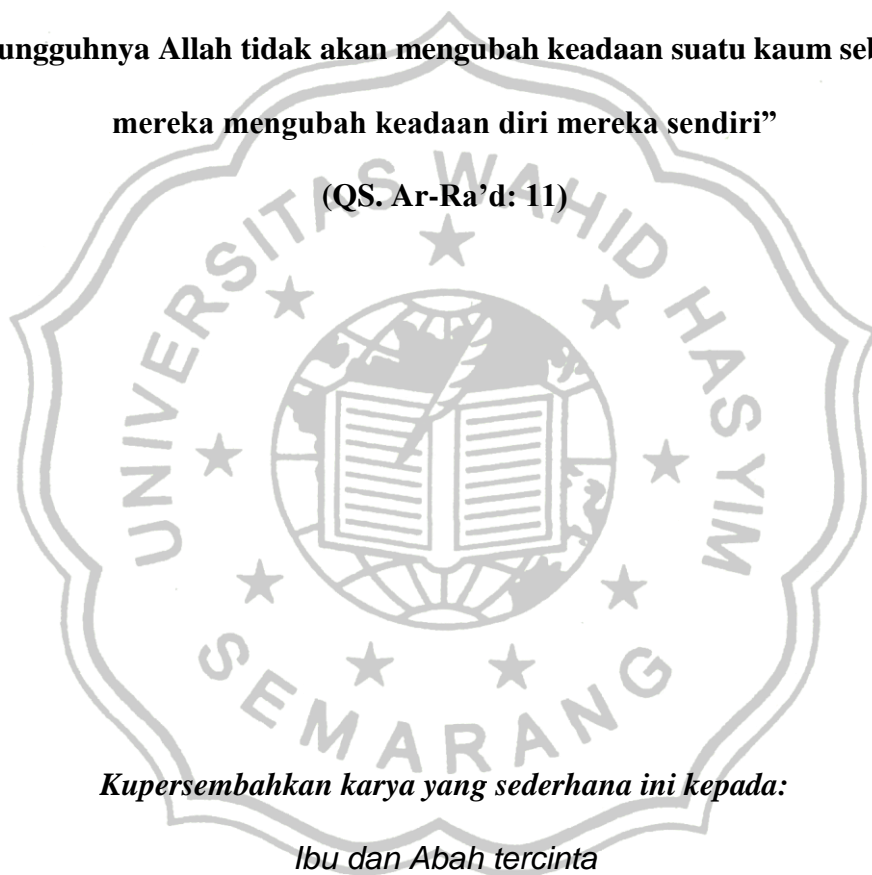 ungguhnya Allah tidak akan mengubah keadaan suatu kaum seb
mereka mengubah keadaan diri mereka sendiri”
(QS. Ar-Ra’d: 11)
UNIVERSITAS WAHID HASYIM
SEMARANG
Kupersembahkan karya yang sederhana ini kepada:
Ibu dan Abah tercinta